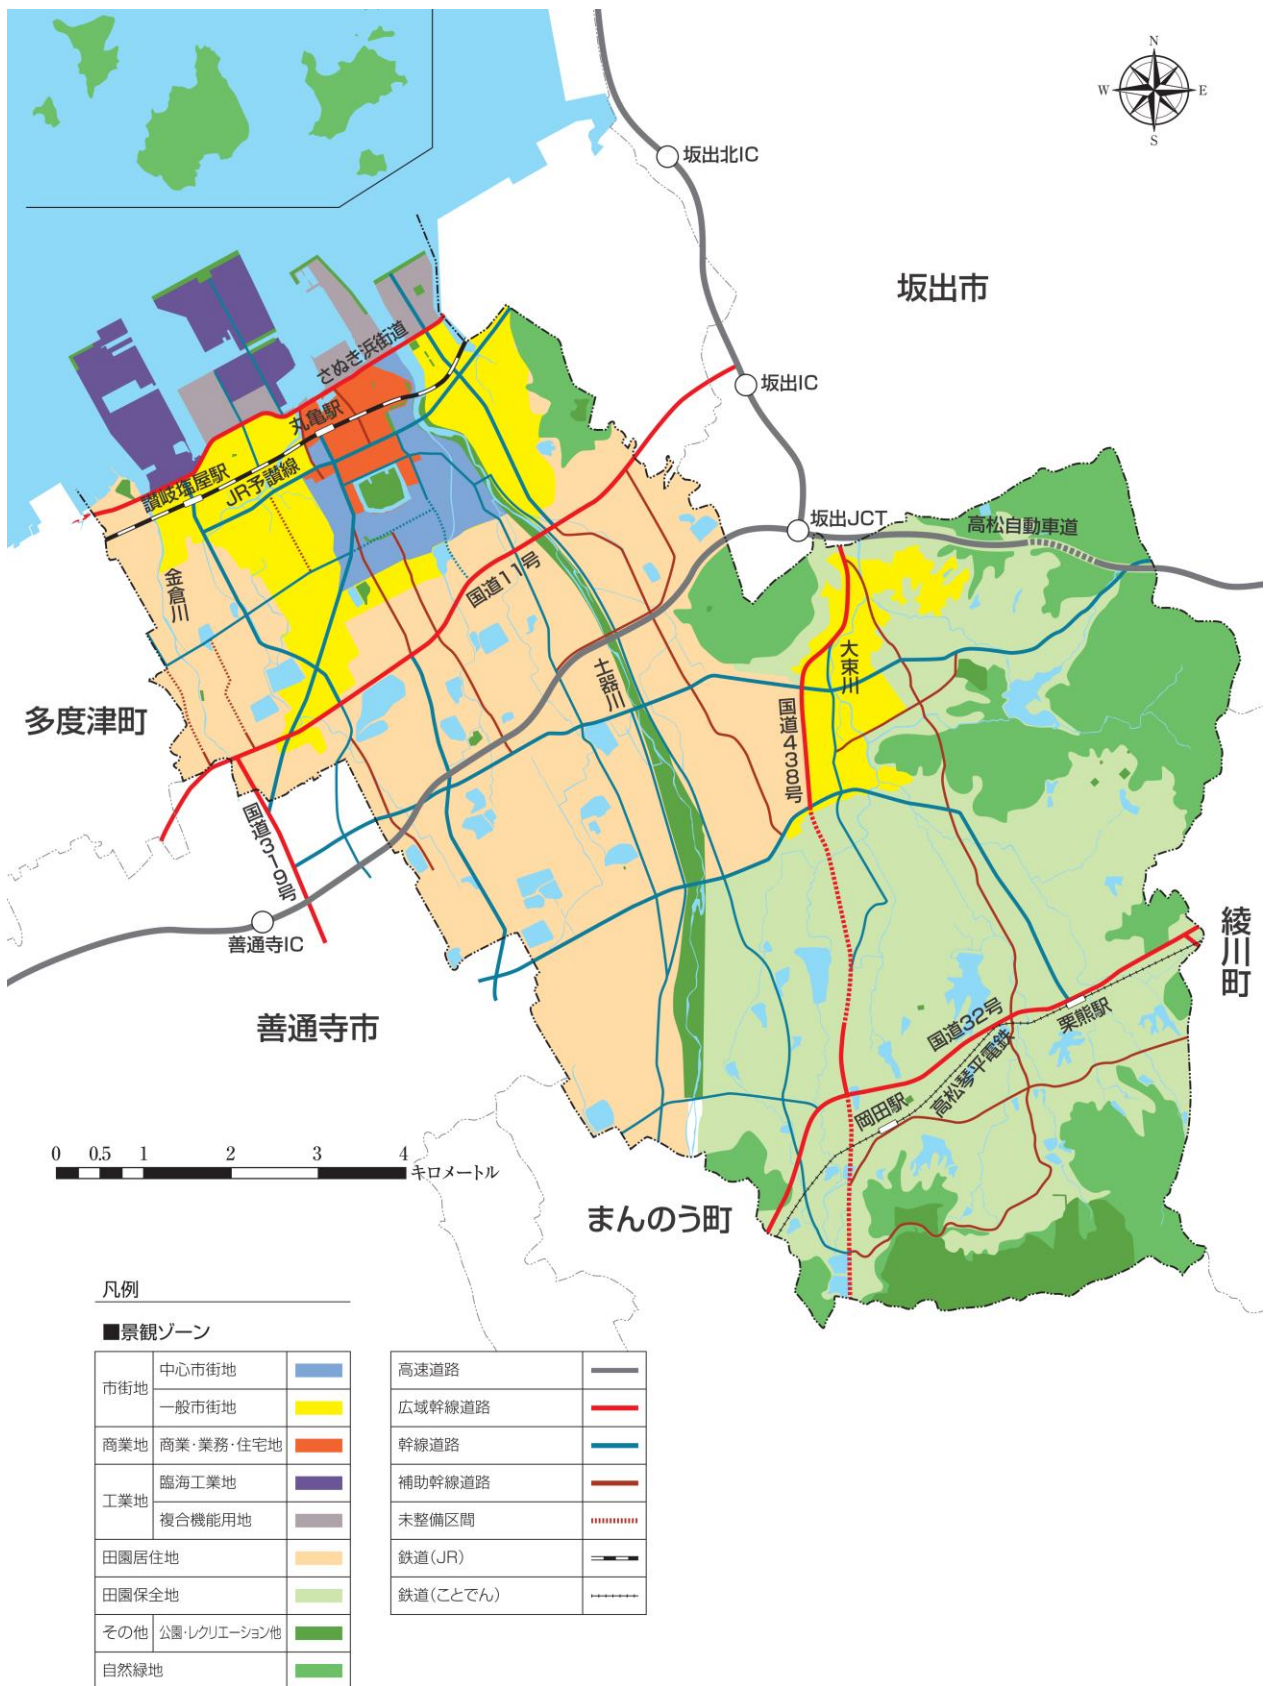 N
W
E
S
坂出北IC
坂出市
さぬき浜街道
坂出IC
丸亀駅
讃岐塩屋駅
JR予讃線
坂出JCT
高松自動車道
金倉川
国道11号
土器川
大束川
多度津町
国道438号
国道319号
善通寺IC
綾川町
善通寺市
国道32号
栗熊駅
高松琴平電鉄
岡田駅
0 0.5 1 2 3 4
キロメートル
まんのう町
凡例
■景観ゾーン
市街地
中心市街地
一般市街地
商業地 商業・業務・住宅地
工業地
臨海工業地
複合機能用地
田園居住地
田園保全地
その他 公園・レクリエーション他
自然緑地
高速道路
広域幹線道路
幹線道路
補助幹線道路
未整備区間
鉄道(JR)
鉄道(ことでん)